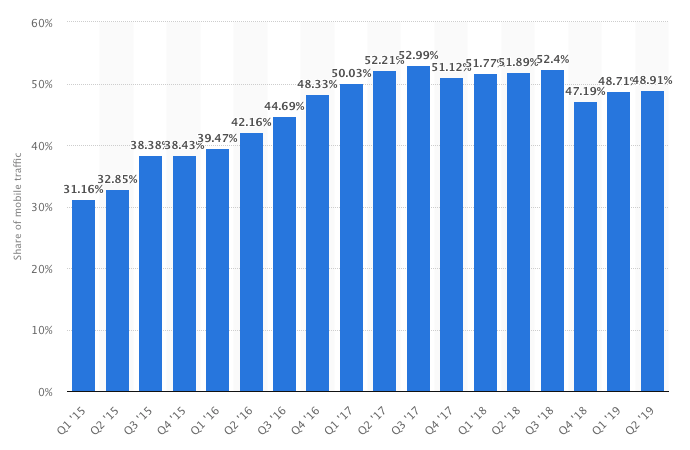 60%
50%
40%
30%
20%
10%
0%
Share of mobile traffic
31.16%
32.85%
38.38%
38.43%
39.47%
42.16%
44.69%
48.33%
50.03%
52.21%
52.99%
51.12%
51.77%
51.89%
52.4%
47.19%
48.71%
48.91%
Q1 '15
Q2 '15
Q3 '15
Q4 '15
Q1 '16
Q2 '16
Q3 '16
Q4 '16
Q1 '17
Q2 '17
Q3 '17
Q4 '17
Q1 '18
Q2 '18
Q3 '18
Q4 '18
Q1 '19
Q2 '19